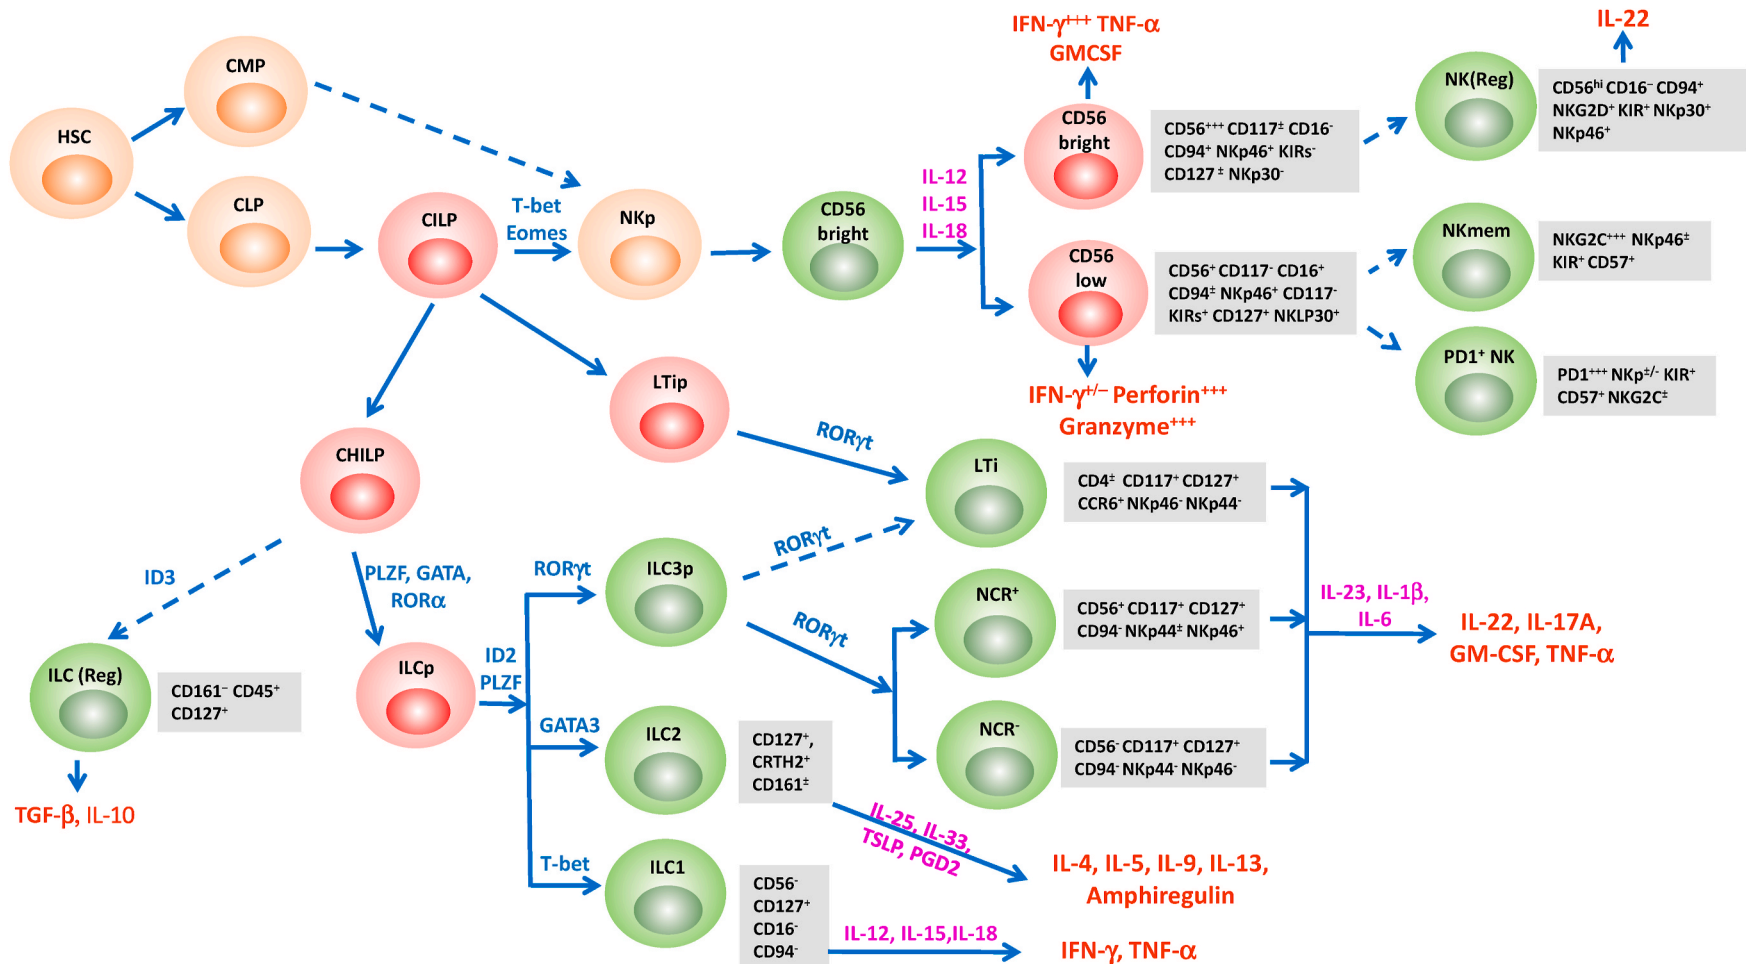 HSC
CMP
CLP
CILP
T-bet
Eomes
NKp
CD56
bright
IL-12
IL-15
IL-18
IFN-γ⁺⁺⁺ TNF-α
GMCSF
CD56
bright
CD56⁺⁺⁺ CD117± CD16⁻
CD94⁺ NKp46⁺ KIRs⁻
CD127 ± NKp30⁻
IL-22
NK(Reg)
CD56ʰⁱ CD16⁻ CD94⁺
NKG2D⁺ KIR⁺ NKp30⁺
NKp46⁺
CD56
low
CD56⁺ CD117⁻ CD16⁺
CD94± NKp46⁺ CD117⁻
KIRs⁺ CD127⁺ NKLP30⁺
IFN-γ⁺/⁻ Perforin⁺⁺⁺
Granzyme⁺⁺⁺
NKmem
NKG2C⁺⁺⁺ NKp46±
KIR⁺ CD57⁺
PD1⁺ NK
PD1⁺⁺⁺ NKp±/- KIR⁺
CD57⁺ NKG2C±
LTip
RORγt
LTi
CD4± CD117⁺ CD127⁺
CCR6⁺ NKp46⁻ NKp44⁻
CHILP
ID3
PLZF, GATA,
RORα
ILC (Reg)
CD161⁻ CD45⁺
CD127⁺
TGF-β, IL-10
ILCp
ID2
PLZF
RORγt
ILC3p
RORγt
RORγt
NCR⁺
CD56⁺ CD117⁺ CD127⁺
CD94⁻ NKp44± NKp46⁺
NCR⁻
CD56⁻ CD117⁺ CD127⁺
CD94⁻ NKp44⁻ NKp46⁻
IL-23, IL-1β,
IL-6
IL-22, IL-17A,
GM-CSF, TNF-α
GATA3
ILC2
CD127⁺,
CRTH2⁺
CD161±
IL-25, IL-33,
TSLP, PGD2
IL-4, IL-5, IL-9, IL-13,
Amphiregulin
T-bet
ILC1
CD56⁻
CD127⁺
CD16⁻
CD94⁻
IL-12, IL-15,IL-18
IFN-γ, TNF-α